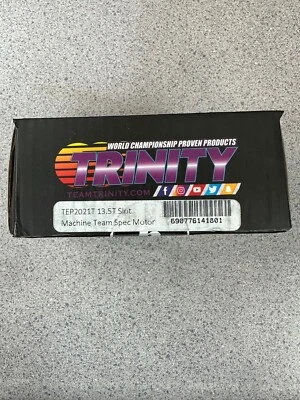 WORLD CHAMPIONSHIP PROVEN PRODUCTS
TRINITY
TEAMTRINITY.COM
TEP2021T 13.5T Slot
Machine Team Spec Motor
690776141801